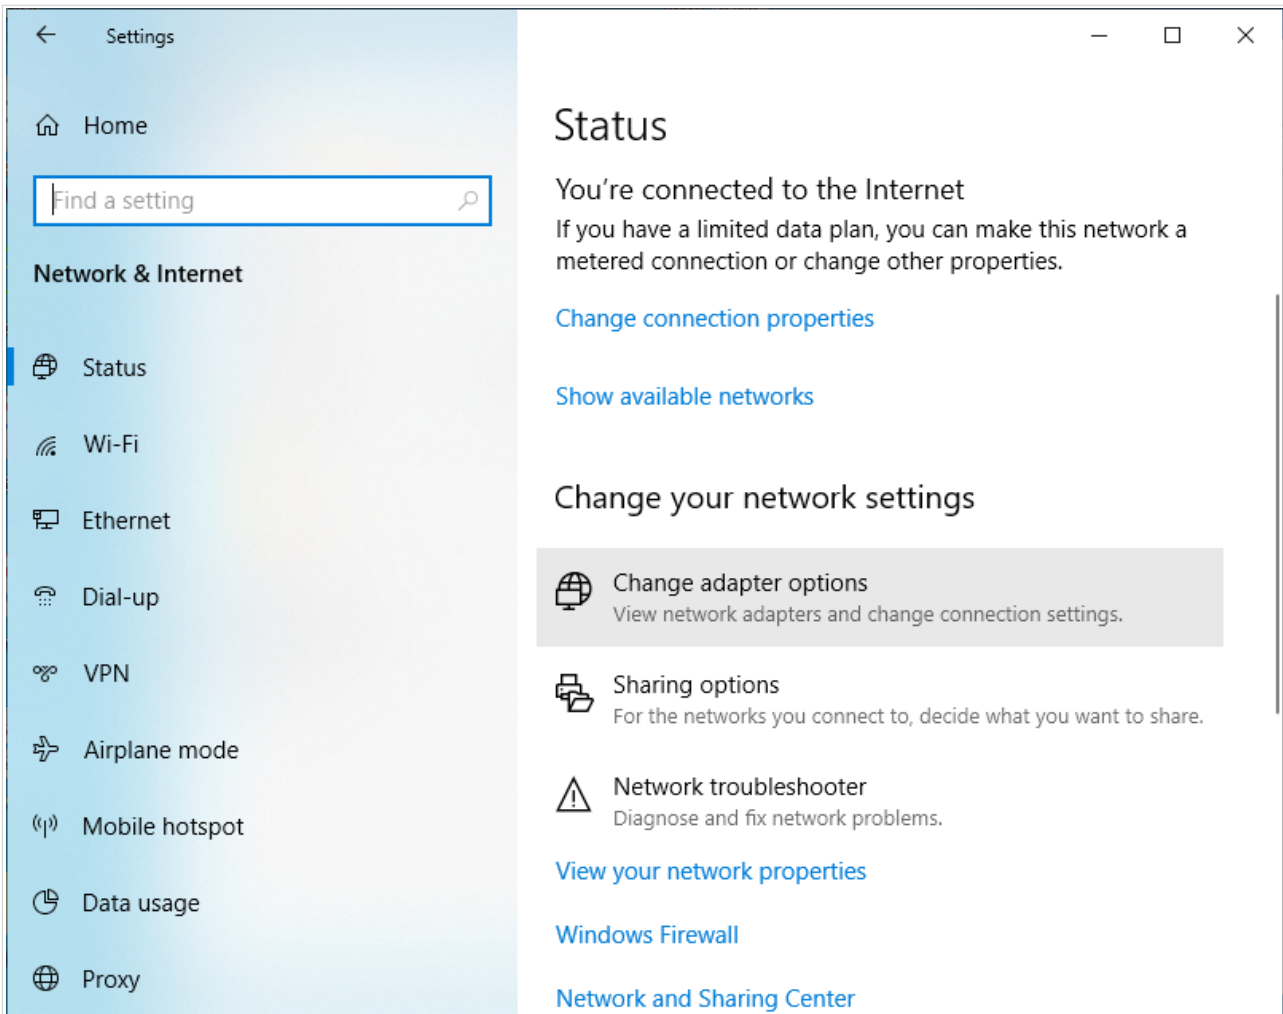 Settings
Home
Find a setting
Network & Internet
Status
Wi-Fi
Ethernet
Dial-up
VPN
Airplane mode
Mobile hotspot
Data usage
Proxy
Status
You're connected to the Internet
If you have a limited data plan, you can make this network a
metered connection or change other properties.
Change connection properties
Show available networks
Change your network settings
Change adapter options
View network adapters and change connection settings.
Sharing options
For the networks you connect to, decide what you want to share.
Network troubleshooter
Diagnose and fix network problems.
View your network properties
Windows Firewall
Network and Sharing Center